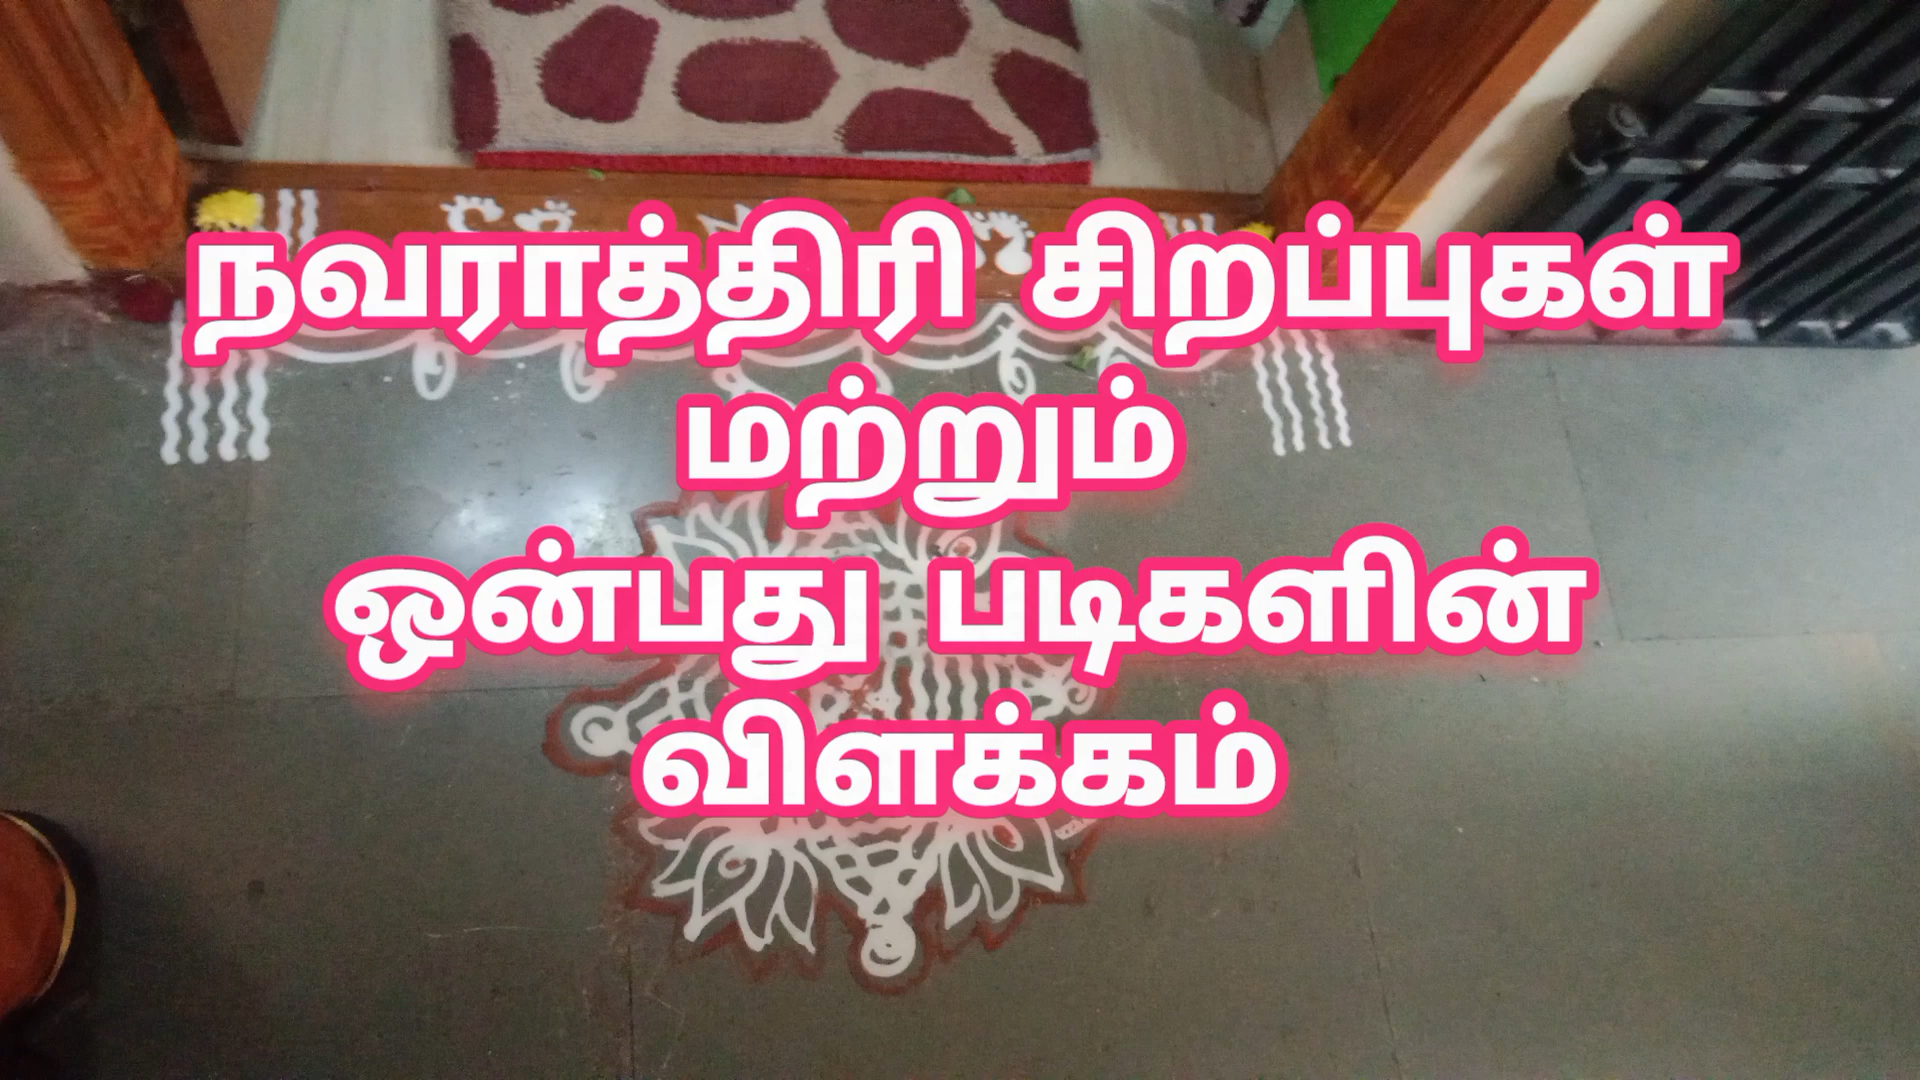 நவராத்திரி சிறப்புகள்
மற்றும்
ஒன்பது படிகளின்
விளக்கம்